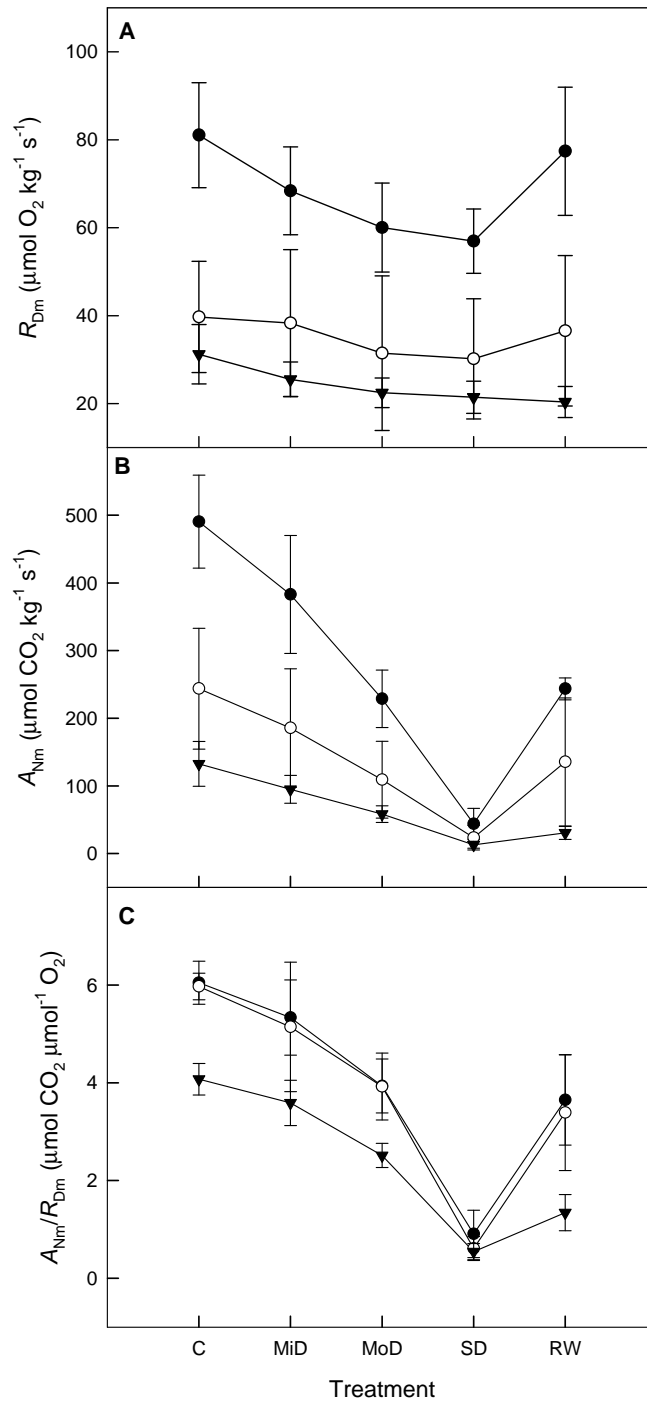 A
100
80
60
40
20
R_Dm (μmol O₂ kg⁻¹ s⁻¹)
B
500
400
300
200
100
0
A_Nm (μmol CO₂ kg⁻¹ s⁻¹)
C
6
4
2
0
A_Nm/R_Dm (μmol CO₂ μmol⁻¹ O₂)
C MiD MoD SD RW
Treatment